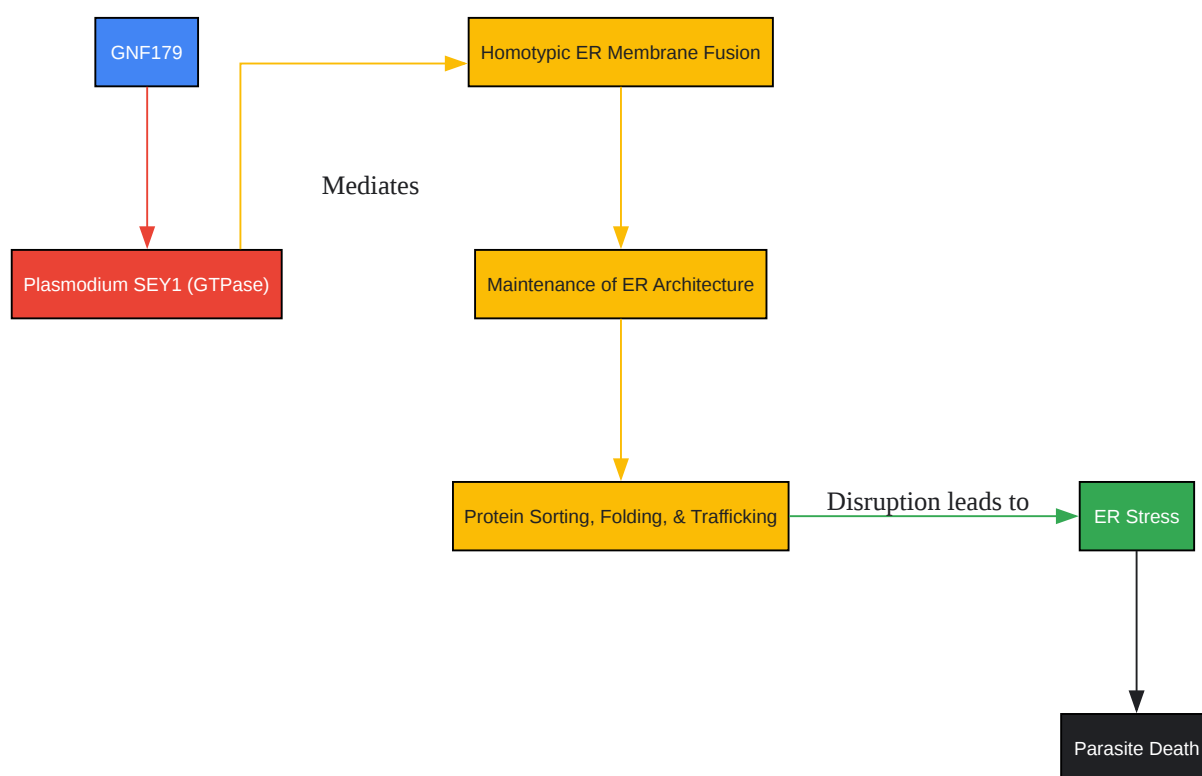 GNF179
Homotypic ER Membrane Fusion
Mediates
Plasmodium SEY1 (GTPase)
Maintenance of ER Architecture
Protein Sorting, Folding, & Trafficking
Disruption leads to
ER Stress
Parasite Death